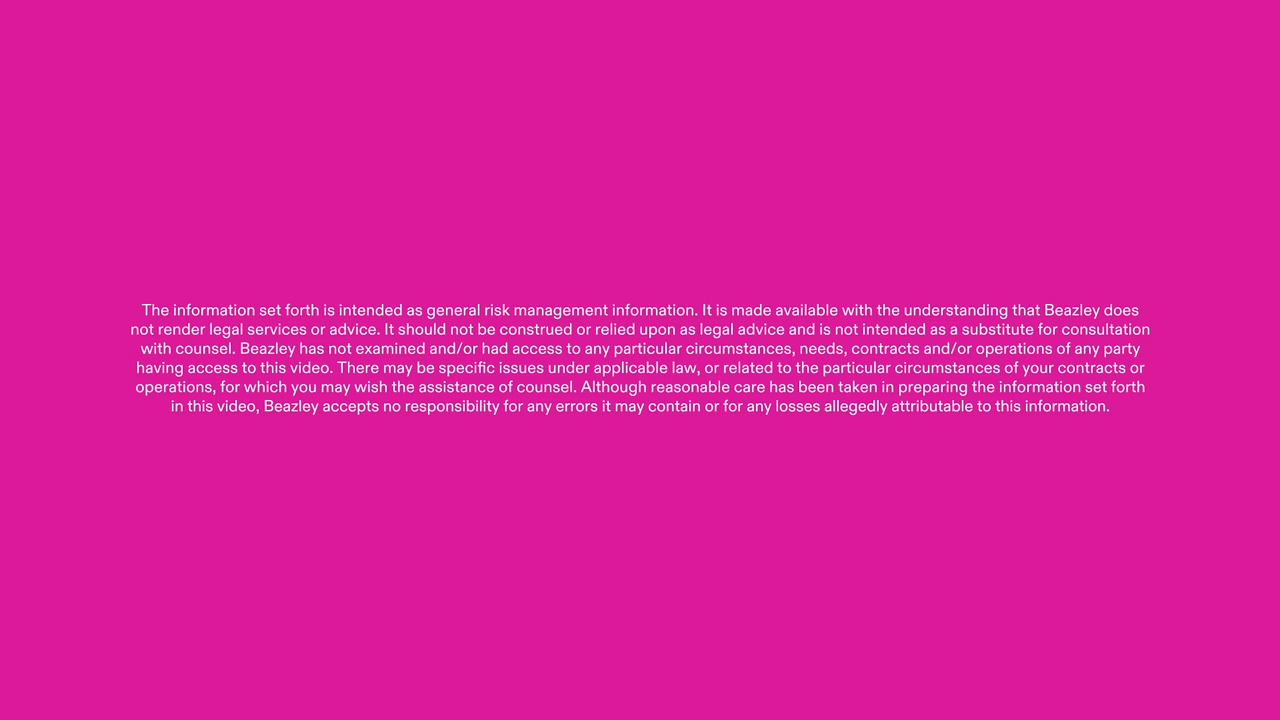 The information set forth is intended as general risk management information. It is made available with the understanding that Beazley does
not render legal services or advice. It should not be construed or relied upon as legal advice and is not intended as a substitute for consultation
with counsel. Beazley has not examined and/or had access to any particular circumstances, needs, contracts and/or operations of any party
having access to this video. There may be specific issues under applicable law, or related to the particular circumstances of your contracts or
operations, for which you may wish the assistance of counsel. Although reasonable care has been taken in preparing the information set forth
in this video, Beazley accepts no responsibility for any errors it may contain or for any losses allegedly attributable to this information.